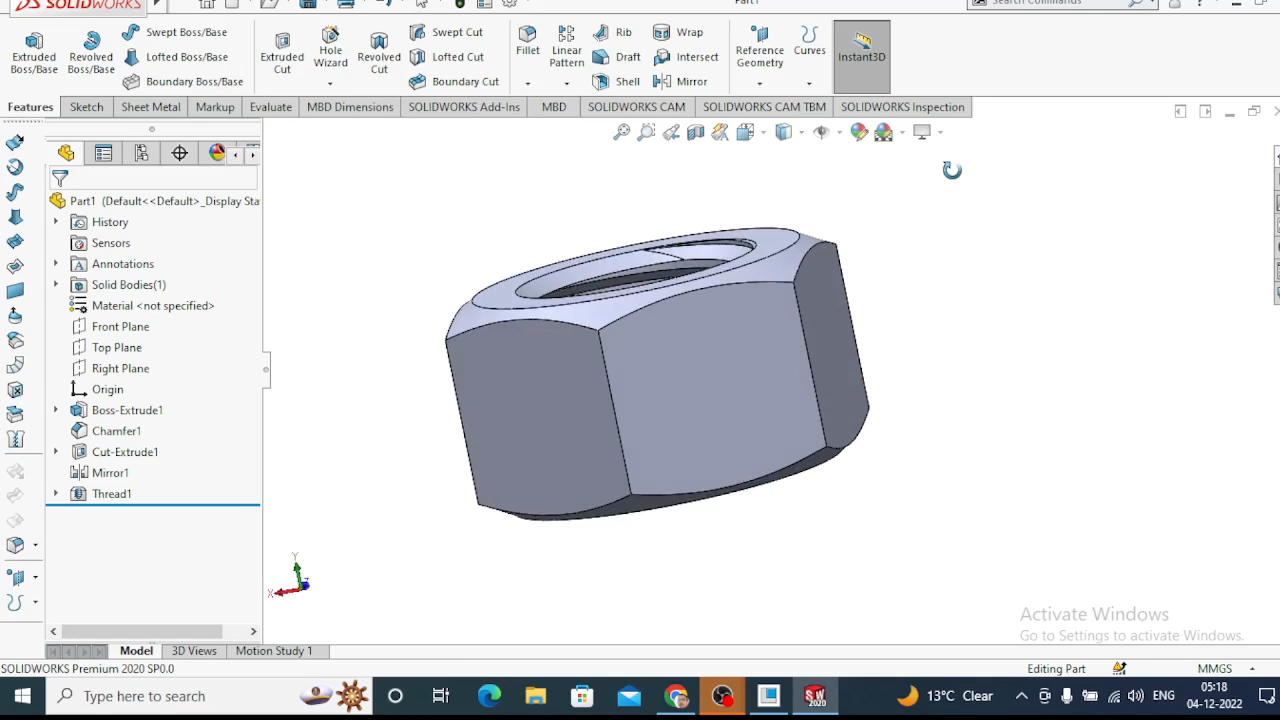 SOLIDWORKS
Part1
Search Commands
?
Extruded Boss/Base
Revolved Boss/Base
Swept Boss/Base
Lofted Boss/Base
Boundary Boss/Base
Extruded Cut
Hole Wizard
Revolved Cut
Swept Cut
Lofted Cut
Boundary Cut
Fillet
Linear Pattern
Rib
Draft
Shell
Wrap
Intersect
Mirror
Reference Geometry
Curves
Instant3D
Features
Sketch
Sheet Metal
Markup
Evaluate
MBD Dimensions
SOLIDWORKS Add-Ins
MBD
SOLIDWORKS CAM
SOLIDWORKS CAM TBM
SOLIDWORKS Inspection
Part1 (Default<<Default>_Display Sta
History
Sensors
Annotations
Solid Bodies(1)
Material <not specified>
Front Plane
Top Plane
Right Plane
Origin
Boss-Extrude1
Chamfer1
Cut-Extrude1
Mirror1
Thread1
Y
X
Z
Activate Windows
Go to Settings to activate Windows.
Model
3D Views
Motion Study 1
SOLIDWORKS Premium 2020 SP0.0
Editing Part
MMGS
Type here to search
SW
2020
13°C Clear
ENG
05:18
04-12-2022